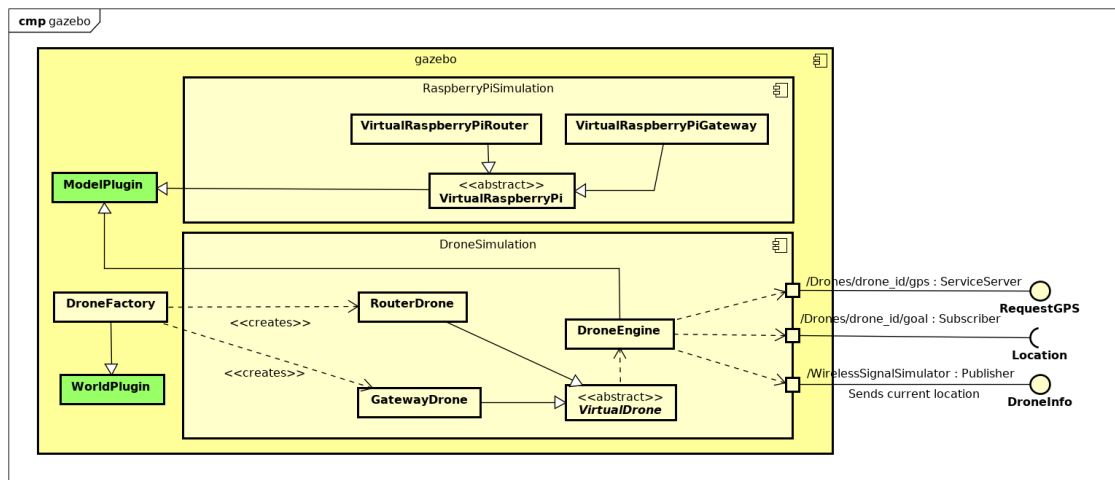 cmp gazebo
gazebo
RaspberryPiSimulation
VirtualRaspberryPiRouter
VirtualRaspberryPiGateway
ModelPlugin
<<abstract>>
VirtualRaspberryPi
DroneSimulation
/Drones/drone_id/gps : ServiceServer
RequestGPS
DroneFactory
RouterDrone
<<creates>>
/Drones/drone_id/goal : Subscriber
DroneEngine
Location
<<creates>>
/WirelessSignalSimulator : Publisher
WorldPlugin
GatewayDrone
<<abstract>>
VirtualDrone
Sends current location
DroneInfo